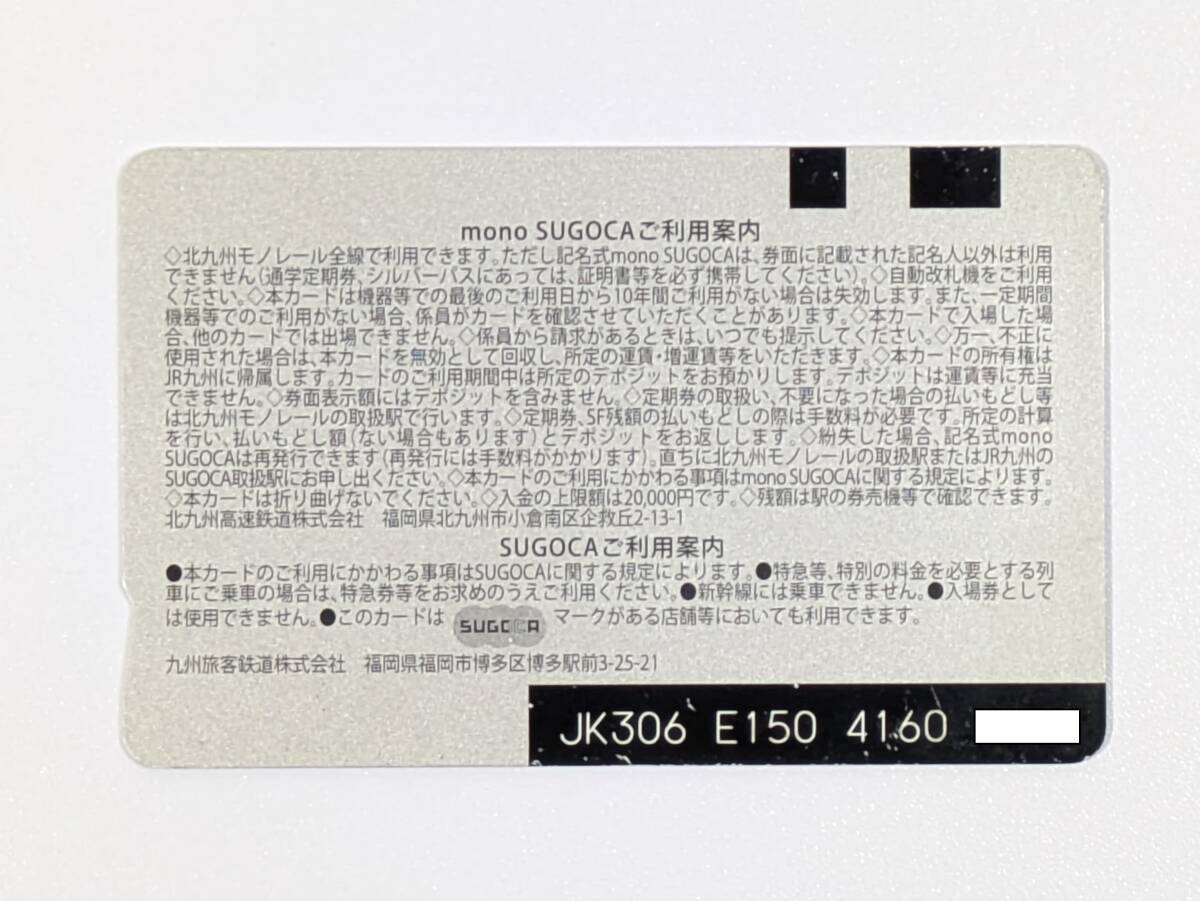 mono SUGOCAご利用案内
◇北九州モノレール全線で利用できます。ただし記名式mono SUGOCAは、券面に記載された記名人以外は利用
できません(通学定期券、シルバーパスにあっては、証明書等を必ず携帯してください)。◇自動改札機をご利用
ください。◇本カードは機器等での最後のご利用日から10年間ご利用がない場合は失効します。また、一定期間
機器等でのご利用がない場合、係員がカードを確認させていただくことがあります。◇本カードで入場した場
合、他のカードでは出場できません。◇係員から請求があるときは、いつでも提示してください。◇万一、不正に
使用された場合は、本カードを無効として回収し、所定の運賃・増運賃等をいただきます。◇本カードの所有権は
JR九州に帰属します。カードのご利用期間中は所定のデポジットをお預かりします。デポジットは運賃等に充当
できません。◇券面表示額にはデポジットを含みません。◇定期券の取扱い、不要になった場合の払いもどし等
は北九州モノレールの取扱駅で行います。◇定期券、SF残額の払いもどしの際は手数料が必要です。所定の計算
を行い、払いもどし額(ない場合もあります)とデポジットをお返しします。◇紛失した場合、記名式mono
SUGOCAは再発行できます(再発行には手数料がかかります)。直ちに北九州モノレールの取扱駅またはJR九州の
SUGOCA取扱駅にお申し出ください。◇本カードのご利用にかかわる事項はmono SUGOCAに関する規定によります。
◇本カードは折り曲げないでください。◇入金の上限額は20,000円です。◇残額は駅の券売機等で確認できます。
北九州高速鉄道株式会社　福岡県北九州市小倉南区企救丘2-13-1
SUGOCAご利用案内
●本カードのご利用にかかわる事項はSUGOCAに関する規定によります。●特急等、特別の料金を必要とする列
車にご乗車の場合は、特急券等をお求めのうえご利用ください。●新幹線には乗車できません。●入場券として
は使用できません。●このカードは SUGOCA マークがある店舗等においても利用できます。
九州旅客鉄道株式会社　福岡県福岡市博多区博多駅前3-25-21
JK306 E150 4160